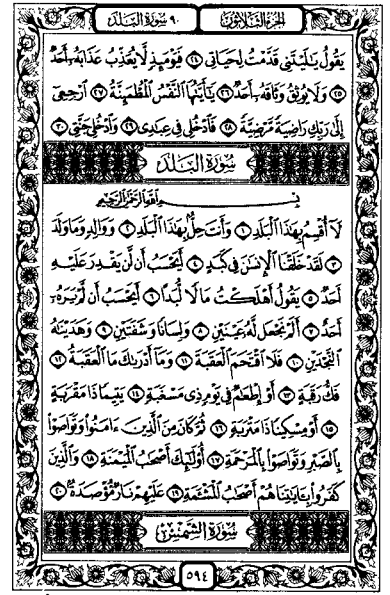 الجزء الثلاثون ٩٠ سورة البلد
يَقُولُ يَٰلَيْتَنِي قَدَّمْتُ لِحَيَاتِي ٢٤ فَيَوْمَئِذٍ لَّا يُعَذِّبُ عَذَابَهُۥٓ أَحَدٌ
٢٥ وَلَا يُوثِقُ وَثَاقَهُۥٓ أَحَدٌ ٢٦ يَٰٓأَيَّتُهَا ٱلنَّفْسُ ٱلْمُطْمَئِنَّةُ ٢٧ ٱرْجِعِىٓ
إِلَىٰ رَبِّكِ رَاضِيَةً مَّرْضِيَّةً ٢٨ فَٱدْخُلِى فِى عِبَٰدِى ٢٩ وَٱدْخُلِى جَنَّتِى ٣٠
سُورَةُ البَلَدِ
بِسْمِ ٱللَّهِ ٱلرَّحْمَٰنِ ٱلرَّحِيمِ
لَآ أُقْسِمُ بِهَٰذَا ٱلْبَلَدِ ١ وَأَنتَ حِلٌّۢ بِهَٰذَا ٱلْبَلَدِ ٢ وَوَالِدٍ وَمَا وَلَدَ
٣ لَقَدْ خَلَقْنَا ٱلْإِنسَٰنَ فِى كَبَدٍ ٤ أَيَحْسَبُ أَن لَّن يَقْدِرَ عَلَيْهِ
أَحَدٌ ٥ يَقُولُ أَهْلَكْتُ مَالًا لُّبَدًا ٦ أَيَحْسَبُ أَن لَّمْ يَرَهُۥٓ
أَحَدٌ ٧ أَلَمْ نَجْعَل لَّهُۥ عَيْنَيْنِ ٨ وَلِسَانًا وَشَفَتَيْنِ ٩ وَهَدَيْنَٰهُ
ٱلنَّجْدَيْنِ ١٠ فَلَا ٱقْتَحَمَ ٱلْعَقَبَةَ ١١ وَمَآ أَدْرَىٰكَ مَا ٱلْعَقَبَةُ ١٢
فَكُّ رَقَبَةٍ ١٣ أَوْ إِطْعَٰمٌ فِى يَوْمٍ ذِى مَسْغَبَةٍ ١٤ يَتِيمًا ذَا مَقْرَبَةٍ
١٥ أَوْ مِسْكِينًا ذَا مَتْرَبَةٍ ١٦ ثُمَّ كَانَ مِنَ ٱلَّذِينَ ءَامَنُوا۟ وَتَوَاصَوْا۟
بِٱلصَّبْرِ وَتَوَاصَوْا۟ بِٱلْمَرْحَمَةِ ١٧ أُو۟لَٰٓئِكَ أَصْحَٰبُ ٱلْمَيْمَنَةِ ١٨ وَٱلَّذِينَ
كَفَرُوا۟ بِـَٔايَٰتِنَا هُمْ أَصْحَٰبُ ٱلْمَشْـَٔمَةِ ١٩ عَلَيْهِمْ نَارٌ مُّؤْصَدَةٌۢ ٢٠
سُورَةُ الشَّمْسِ
٥٩٤